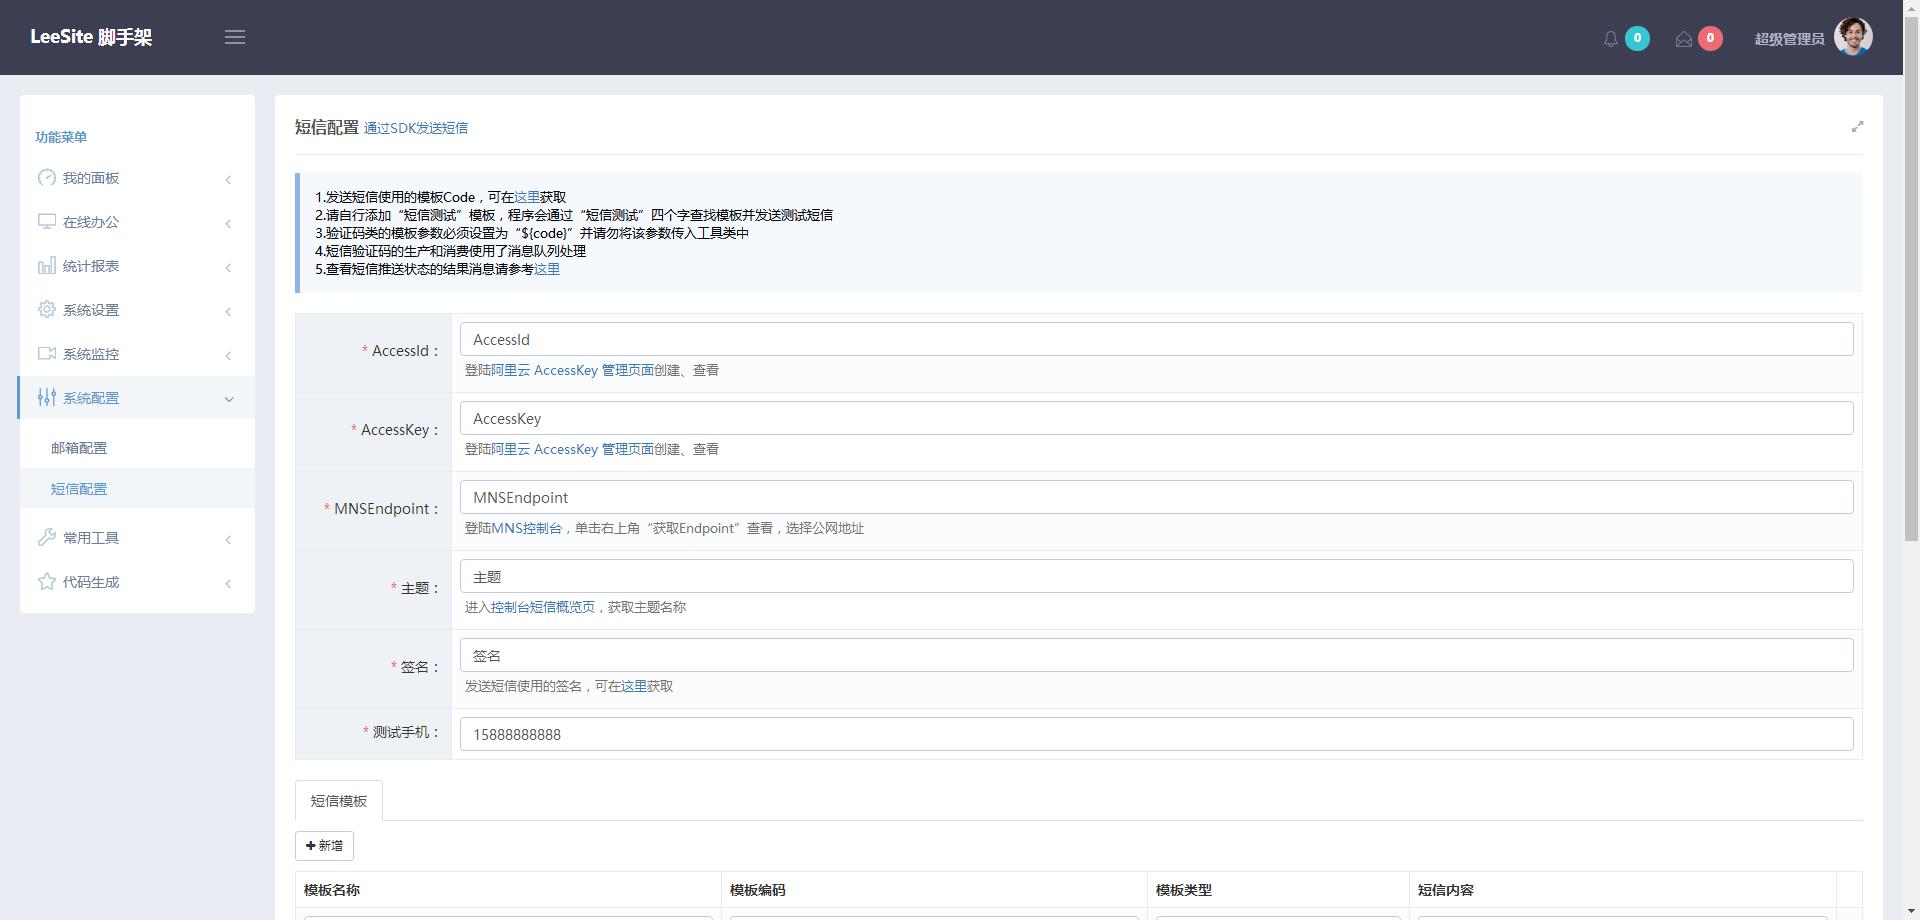 LeeSite 脚手架
0
0
超级管理员
功能菜单
我的面板
在线办公
统计报表
系统设置
系统监控
系统配置
邮箱配置
短信配置
常用工具
代码生成
短信配置 通过SDK发送短信
1.发送短信使用的模板Code，可在这里获取
2.请自行添加“短信测试”模板，程序会通过“短信测试”四个字查找模板并发送测试短信
3.验证码类的模板参数必须设置为“${code}”并请勿将该参数传入工具类中
4.短信验证码的生产和消费使用了消息队列处理
5.查看短信推送状态的结果消息请参考这里
* AccessId：
AccessId
登陆阿里云 AccessKey 管理页面创建、查看
* AccessKey：
AccessKey
登陆阿里云 AccessKey 管理页面创建、查看
* MNSEndpoint：
MNSEndpoint
登陆MNS控制台，单击右上角“获取Endpoint”查看，选择公网地址
* 主题：
主题
进入控制台短信概览页，获取主题名称
* 签名：
签名
发送短信使用的签名，可在这里获取
* 测试手机：
15888888888
短信模板
新增
模板名称 模板编码 模板类型 短信内容